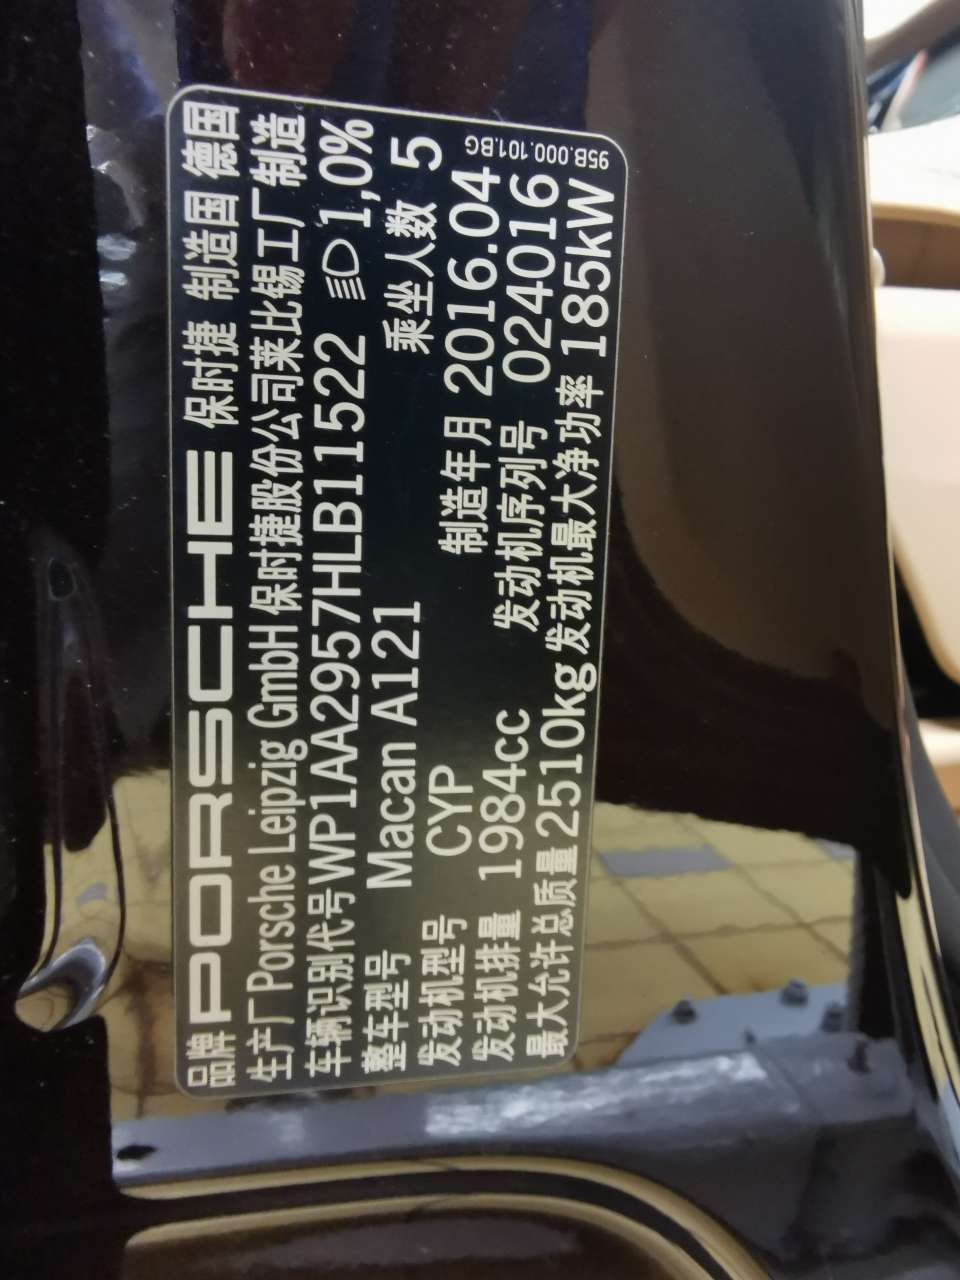 品牌 PORSCHE 保时捷 制造国 德国
生产厂 Porsche Leipzig GmbH 保时捷股份公司莱比锡工厂制造
车辆识别代号 WP1AA2957HLB11522 1,0%
整车型号 Macan A121 乘坐人数 5
发动机型号 CYP 制造年月 2016.04
发动机排量 1984cc 发动机序列号 024016
最大允许总质量 2510kg 发动机最大净功率 185kW
95B.000.101.BG